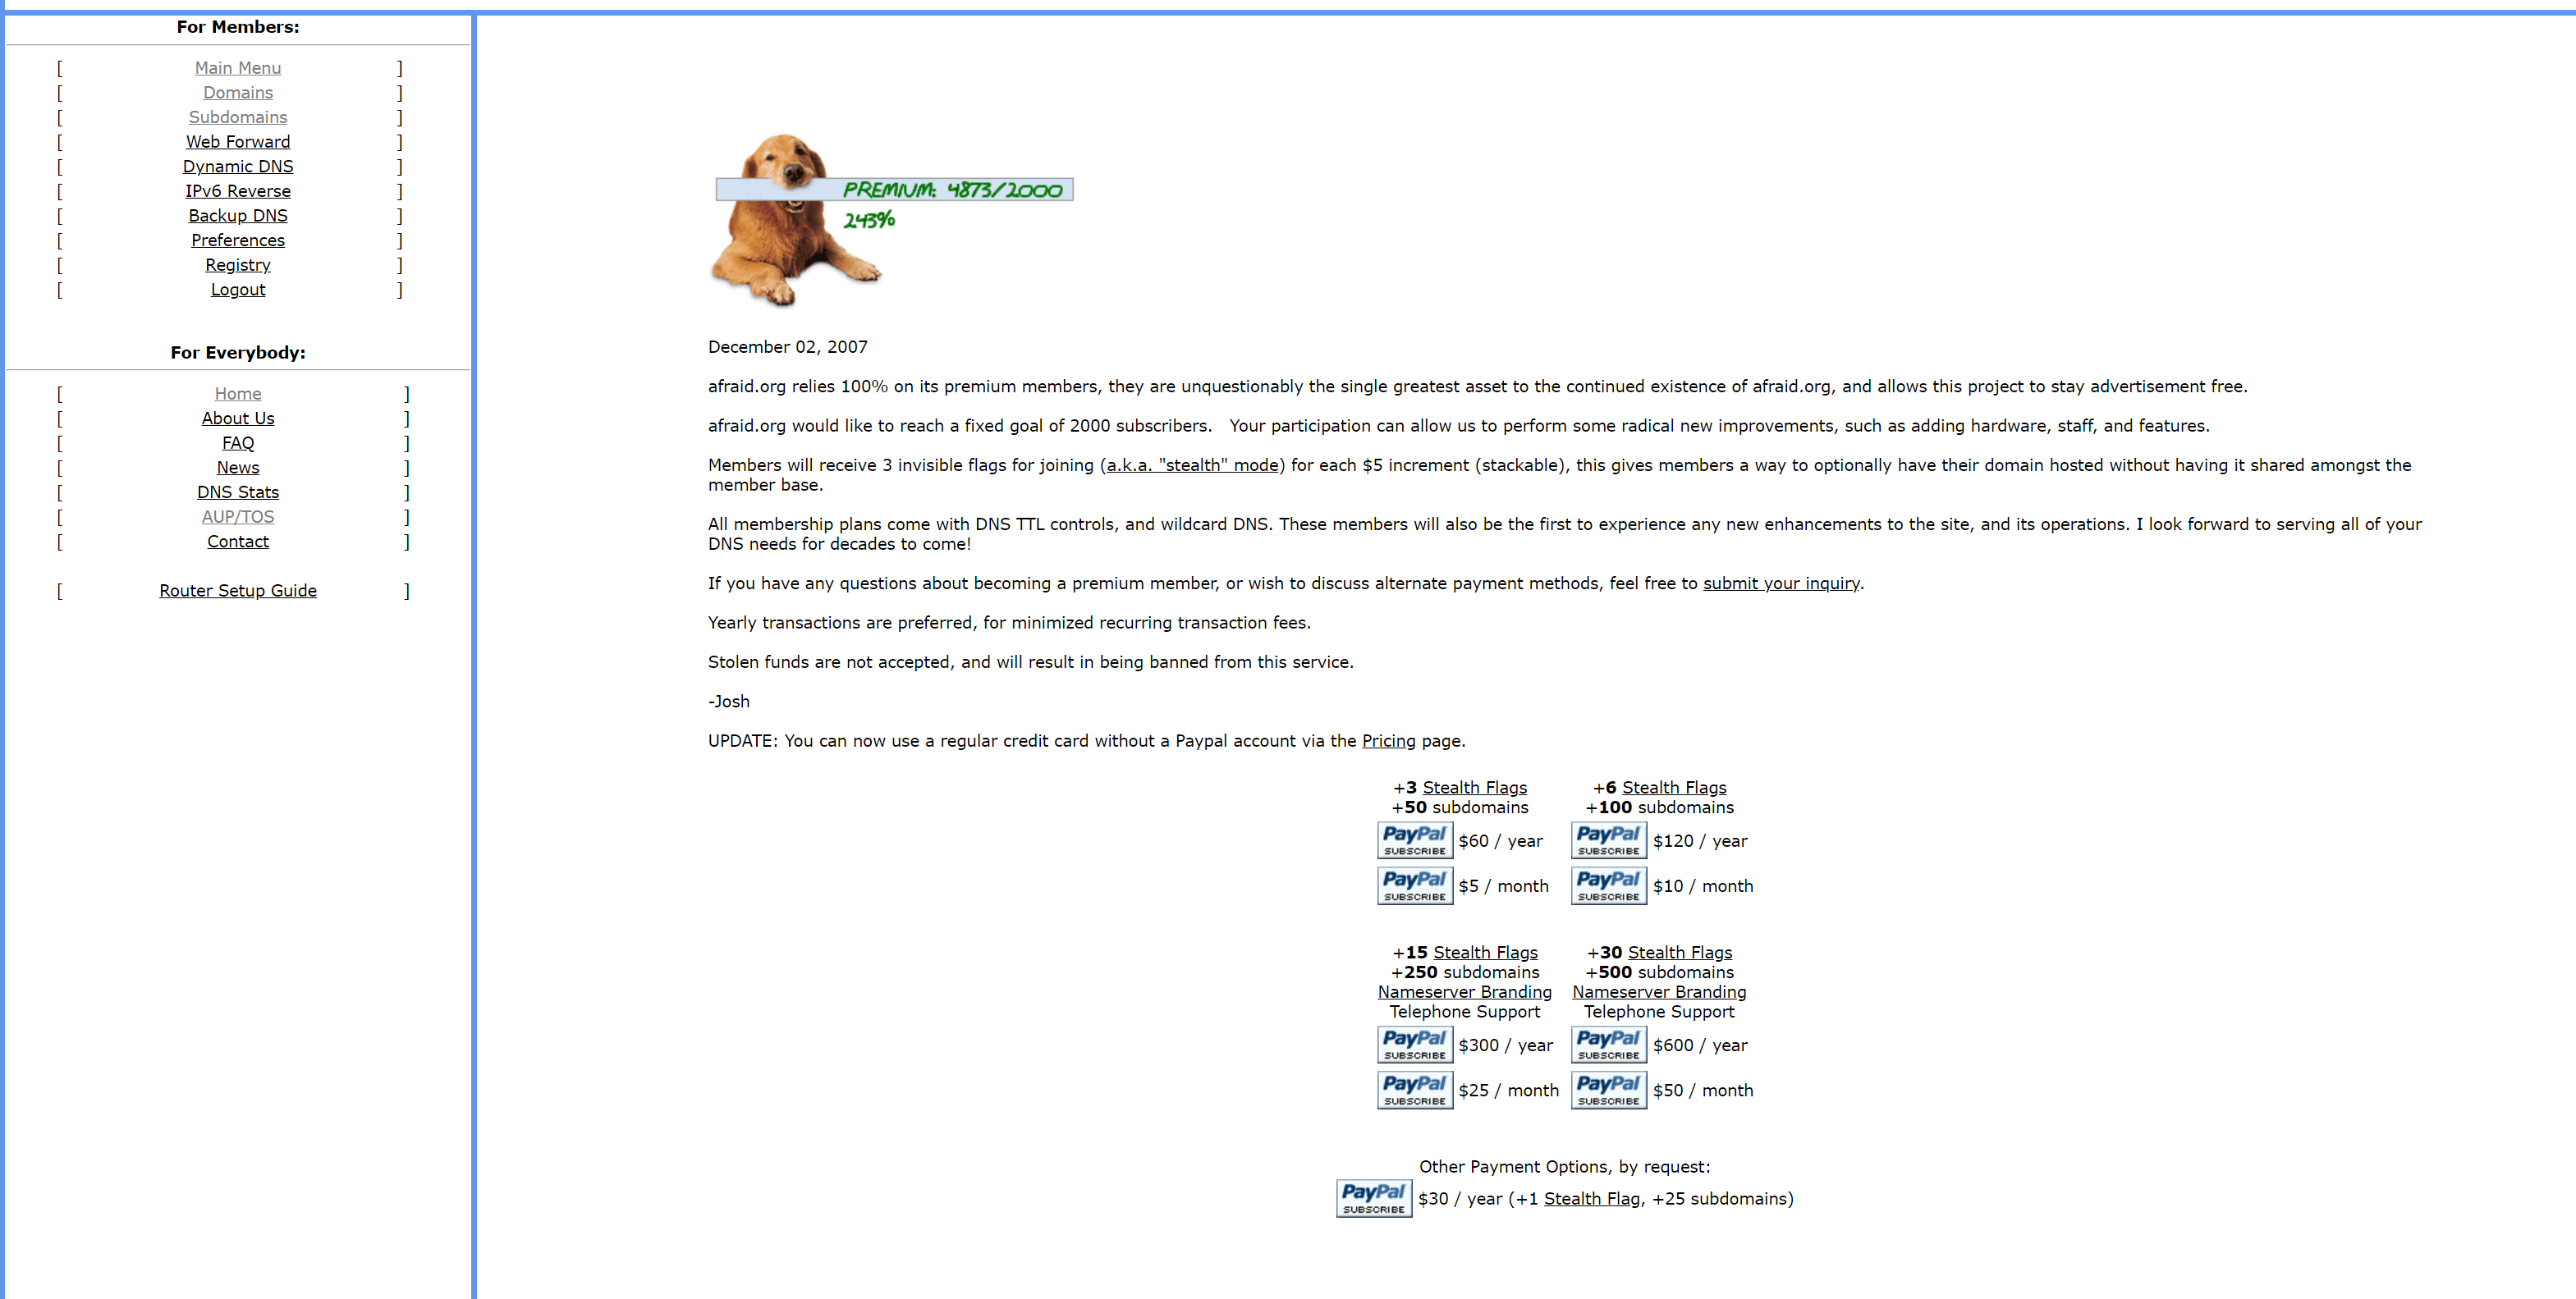 For Members:
[ Main Menu ]
[ Domains ]
[ Subdomains ]
[ Web Forward ]
[ Dynamic DNS ]
[ IPv6 Reverse ]
[ Backup DNS ]
[ Preferences ]
[ Registry ]
[ Logout ]
For Everybody:
[ Home ]
[ About Us ]
[ FAQ ]
[ News ]
[ DNS Stats ]
[ AUP/TOS ]
[ Contact ]
[ Router Setup Guide ]
PREMIUM: 4873/2000
243%
December 02, 2007
afraid.org relies 100% on its premium members, they are unquestionably the single greatest asset to the continued existence of afraid.org, and allows this project to stay advertisement free.
afraid.org would like to reach a fixed goal of 2000 subscribers. Your participation can allow us to perform some radical new improvements, such as adding hardware, staff, and features.
Members will receive 3 invisible flags for joining (a.k.a. "stealth" mode) for each $5 increment (stackable), this gives members a way to optionally have their domain hosted without having it shared amongst the
member base.
All membership plans come with DNS TTL controls, and wildcard DNS. These members will also be the first to experience any new enhancements to the site, and its operations. I look forward to serving all of your
DNS needs for decades to come!
If you have any questions about becoming a premium member, or wish to discuss alternate payment methods, feel free to submit your inquiry.
Yearly transactions are preferred, for minimized recurring transaction fees.
Stolen funds are not accepted, and will result in being banned from this service.
-Josh
UPDATE: You can now use a regular credit card without a Paypal account via the Pricing page.
+3 Stealth Flags
+50 subdomains
PayPal SUBSCRIBE $60 / year
PayPal SUBSCRIBE $5 / month
+6 Stealth Flags
+100 subdomains
PayPal SUBSCRIBE $120 / year
PayPal SUBSCRIBE $10 / month
+15 Stealth Flags
+250 subdomains
Nameserver Branding
Telephone Support
PayPal SUBSCRIBE $300 / year
PayPal SUBSCRIBE $25 / month
+30 Stealth Flags
+500 subdomains
Nameserver Branding
Telephone Support
PayPal SUBSCRIBE $600 / year
PayPal SUBSCRIBE $50 / month
Other Payment Options, by request:
PayPal SUBSCRIBE $30 / year (+1 Stealth Flag, +25 subdomains)